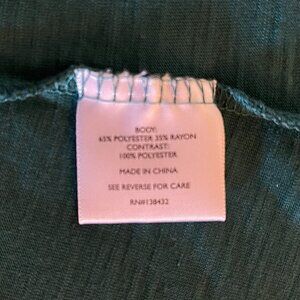 BODY:
65% POLYESTER 35% RAYON
CONTRAST:
100% POLYESTER
MADE IN CHINA
SEE REVERSE FOR CARE
RN#138432